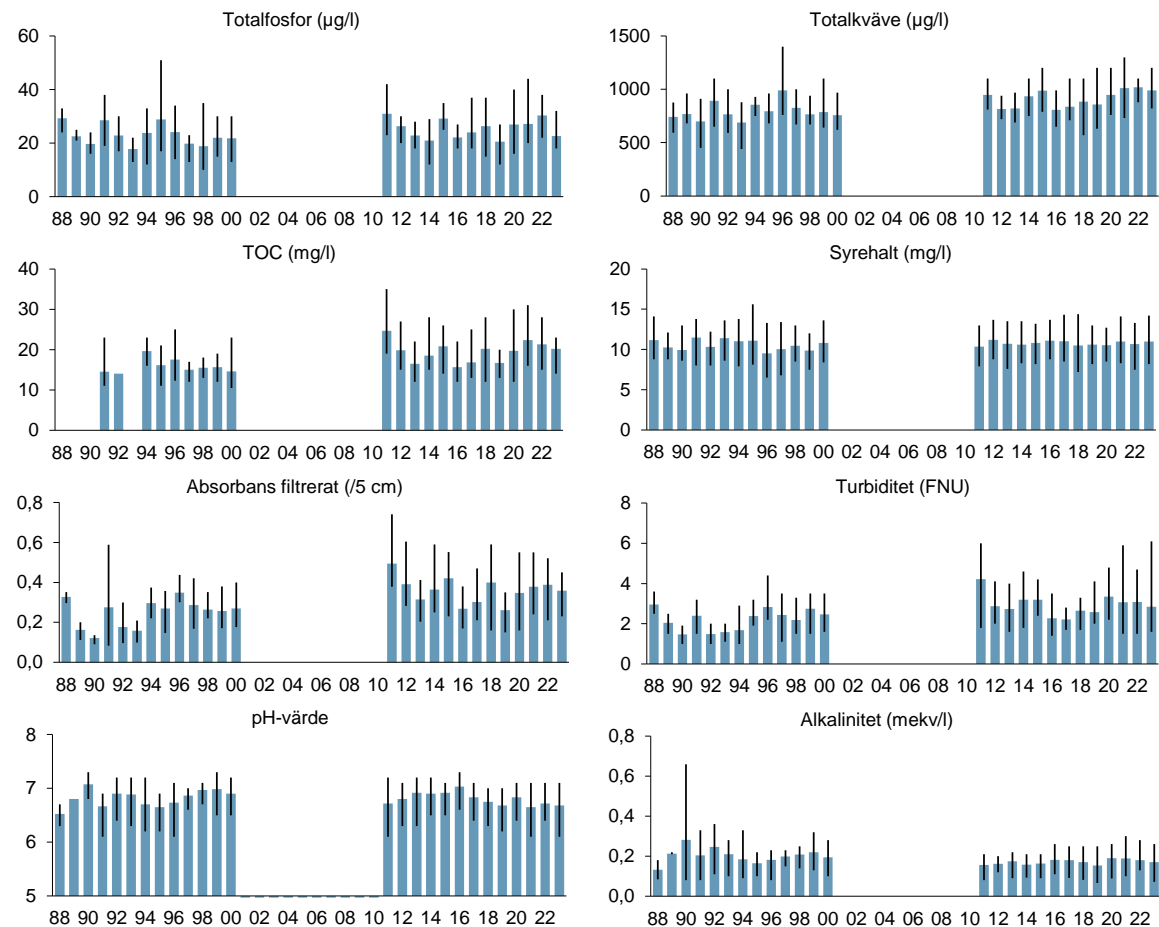 Totalfosfor (µg/l)
60
40
20
0
88 90 92 94 96 98 00 02 04 06 08 10 12 14 16 18 20 22
Totalkväve (µg/l)
1500
1000
500
0
88 90 92 94 96 98 00 02 04 06 08 10 12 14 16 18 20 22
TOC (mg/l)
40
30
20
10
0
88 90 92 94 96 98 00 02 04 06 08 10 12 14 16 18 20 22
Syrehalt (mg/l)
20
15
10
5
0
88 90 92 94 96 98 00 02 04 06 08 10 12 14 16 18 20 22
Absorbans filtrerat (/5 cm)
0,8
0,6
0,4
0,2
0,0
88 90 92 94 96 98 00 02 04 06 08 10 12 14 16 18 20 22
Turbiditet (FNU)
8
6
4
2
0
88 90 92 94 96 98 00 02 04 06 08 10 12 14 16 18 20 22
pH-värde
8
7
6
5
88 90 92 94 96 98 00 02 04 06 08 10 12 14 16 18 20 22
Alkalinitet (mekv/l)
0,8
0,6
0,4
0,2
0,0
88 90 92 94 96 98 00 02 04 06 08 10 12 14 16 18 20 22